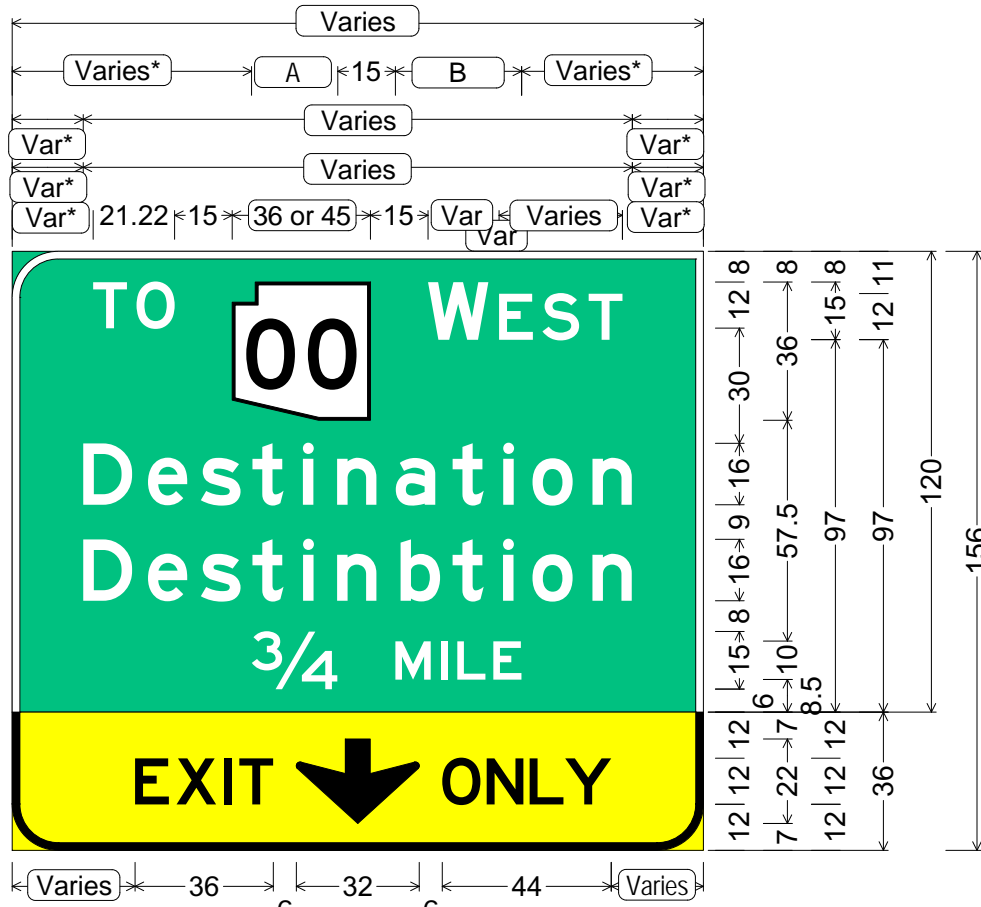 Varies
Varies* A 15 B Varies*
Varies
Var* Var*
Varies
Var* Var*
Var* 21.22 15 36 or 45 15 Var Varies Var*
Var
TO 00 WEST
Destination
Destinbtion
3/4 MILE
EXIT ONLY
8 12 30 16 9 16 8 15 6 12 12 12
8 36 57.5 10 8.5 7 22 7
8 15 97 12 12 12
11 12 97 36
120
156
Varies 36 6 32 6 44 Varies